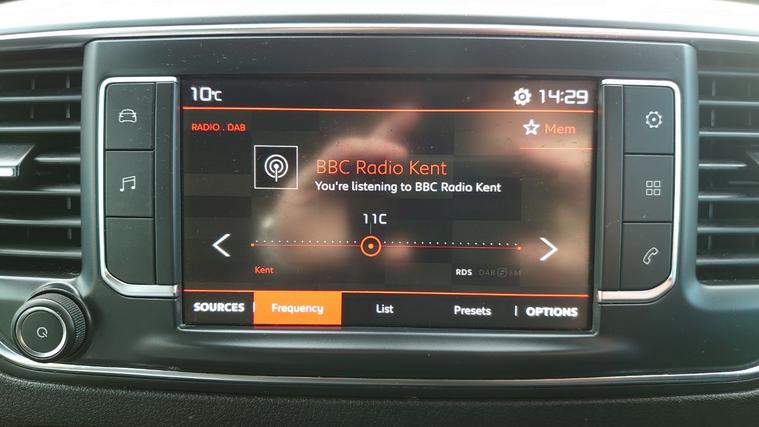 10°C
14:29
RADIO . DAB
Mem
BBC Radio Kent
You're listening to BBC Radio Kent
11C
Kent
RDS DAB FM
SOURCES Frequency List Presets OPTIONS